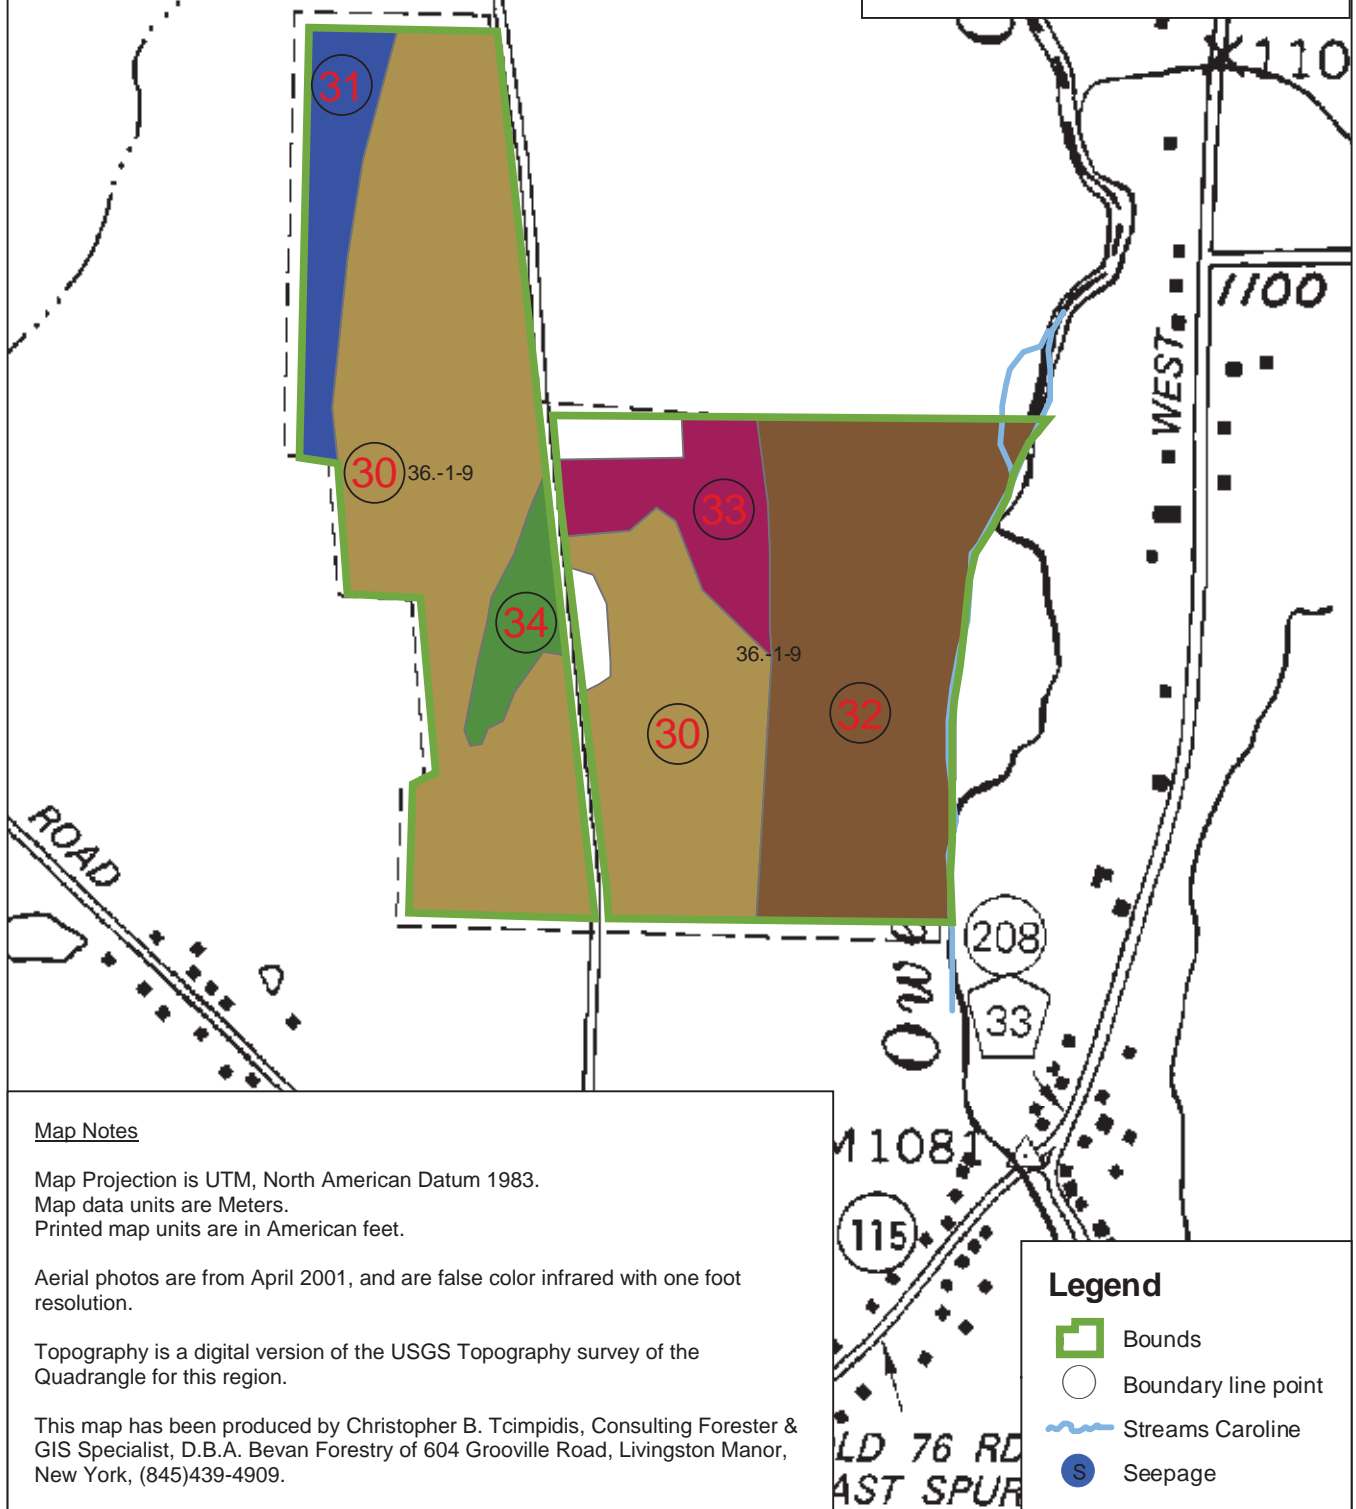 110
31
1100
WEST
30 36.-1-9
33
34
36.-1-9
32
30
ROAD
208
Owe
33
Map Notes
Map Projection is UTM, North American Datum 1983.
Map data units are Meters.
Printed map units are in American feet.
Aerial photos are from April 2001, and are false color infrared with one foot
resolution.
Topography is a digital version of the USGS Topography survey of the
Quadrangle for this region.
This map has been produced by Christopher B. Tcimpidis, Consulting Forester &
GIS Specialist, D.B.A. Bevan Forestry of 604 Grooville Road, Livingston Manor,
New York, (845)439-4909.
M1081
115
LD 76 RD
AST SPUR
Legend
Bounds
Boundary line point
Streams Caroline
S Seepage